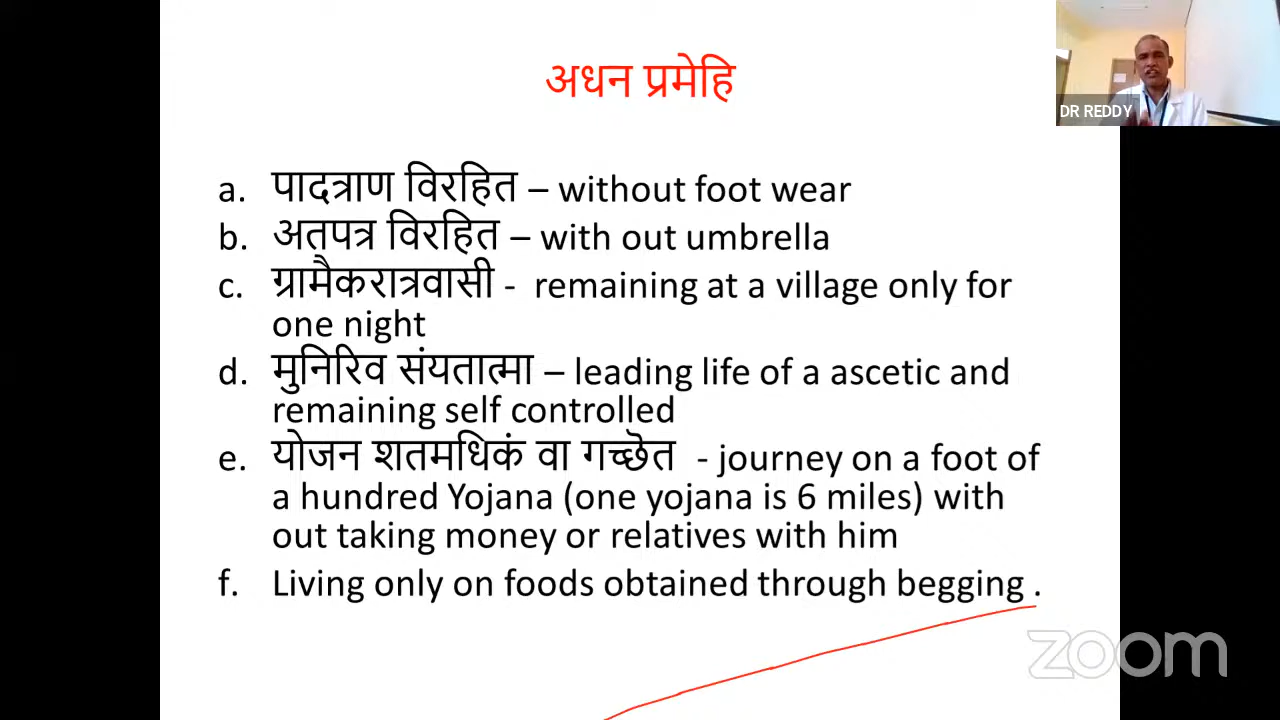 अधन प्रमेहि
DR REDDY
a. पादत्राण विरहित – without foot wear
b. अतपत्र विरहित – with out umbrella
c. ग्रामैकरात्रवासी - remaining at a village only for
one night
d. मुनिरिव संयतात्मा – leading life of a ascetic and
remaining self controlled
e. योजन शतमधिकं वा गच्छेत - journey on a foot of
a hundred Yojana (one yojana is 6 miles) with
out taking money or relatives with him
f. Living only on foods obtained through begging .
zoom